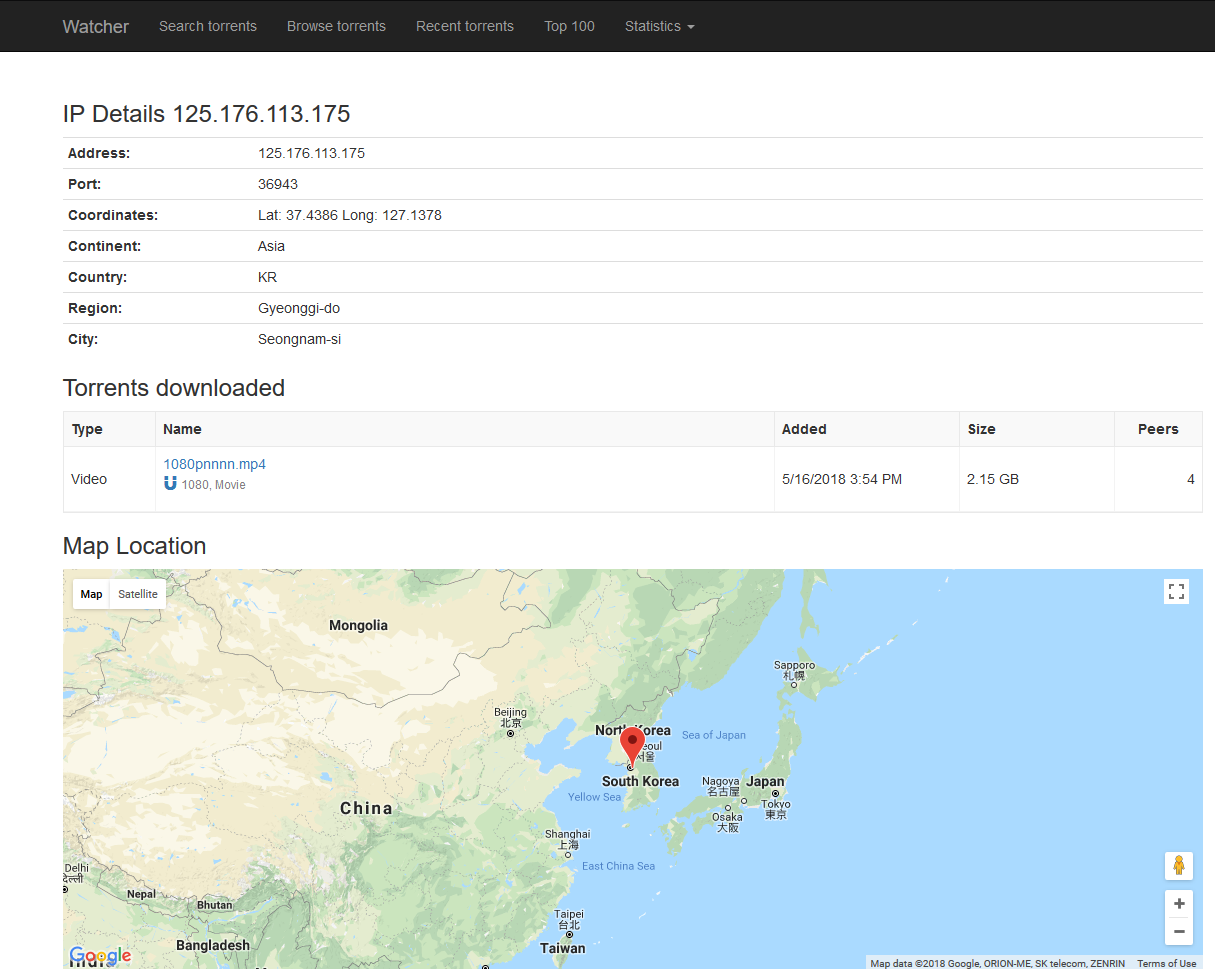 Watcher Search torrents Browse torrents Recent torrents Top 100 Statistics
IP Details 125.176.113.175
Address: 125.176.113.175
Port: 36943
Coordinates: Lat: 37.4386 Long: 127.1378
Continent: Asia
Country: KR
Region: Gyeonggi-do
City: Seongnam-si
Torrents downloaded
Type Name Added Size Peers
Video 1080pnnnn.mp4 5/16/2018 3:54 PM 2.15 GB 4
1080, Movie
Map Location
Map Satellite
Mongolia
Sapporo
札幌
Beijing
北京
North Korea
Sea of Japan
South Korea
Nagoya
名古屋
Japan
Yellow Sea
Tokyo
東京
China
Osaka
大阪
Shanghai
上海
East China Sea
Delhi
Nepal
Bhutan
Taipei
台北
Bangladesh
Taiwan
Google
Map data ©2018 Google, ORION-ME, SK telecom, ZENRIN Terms of Use